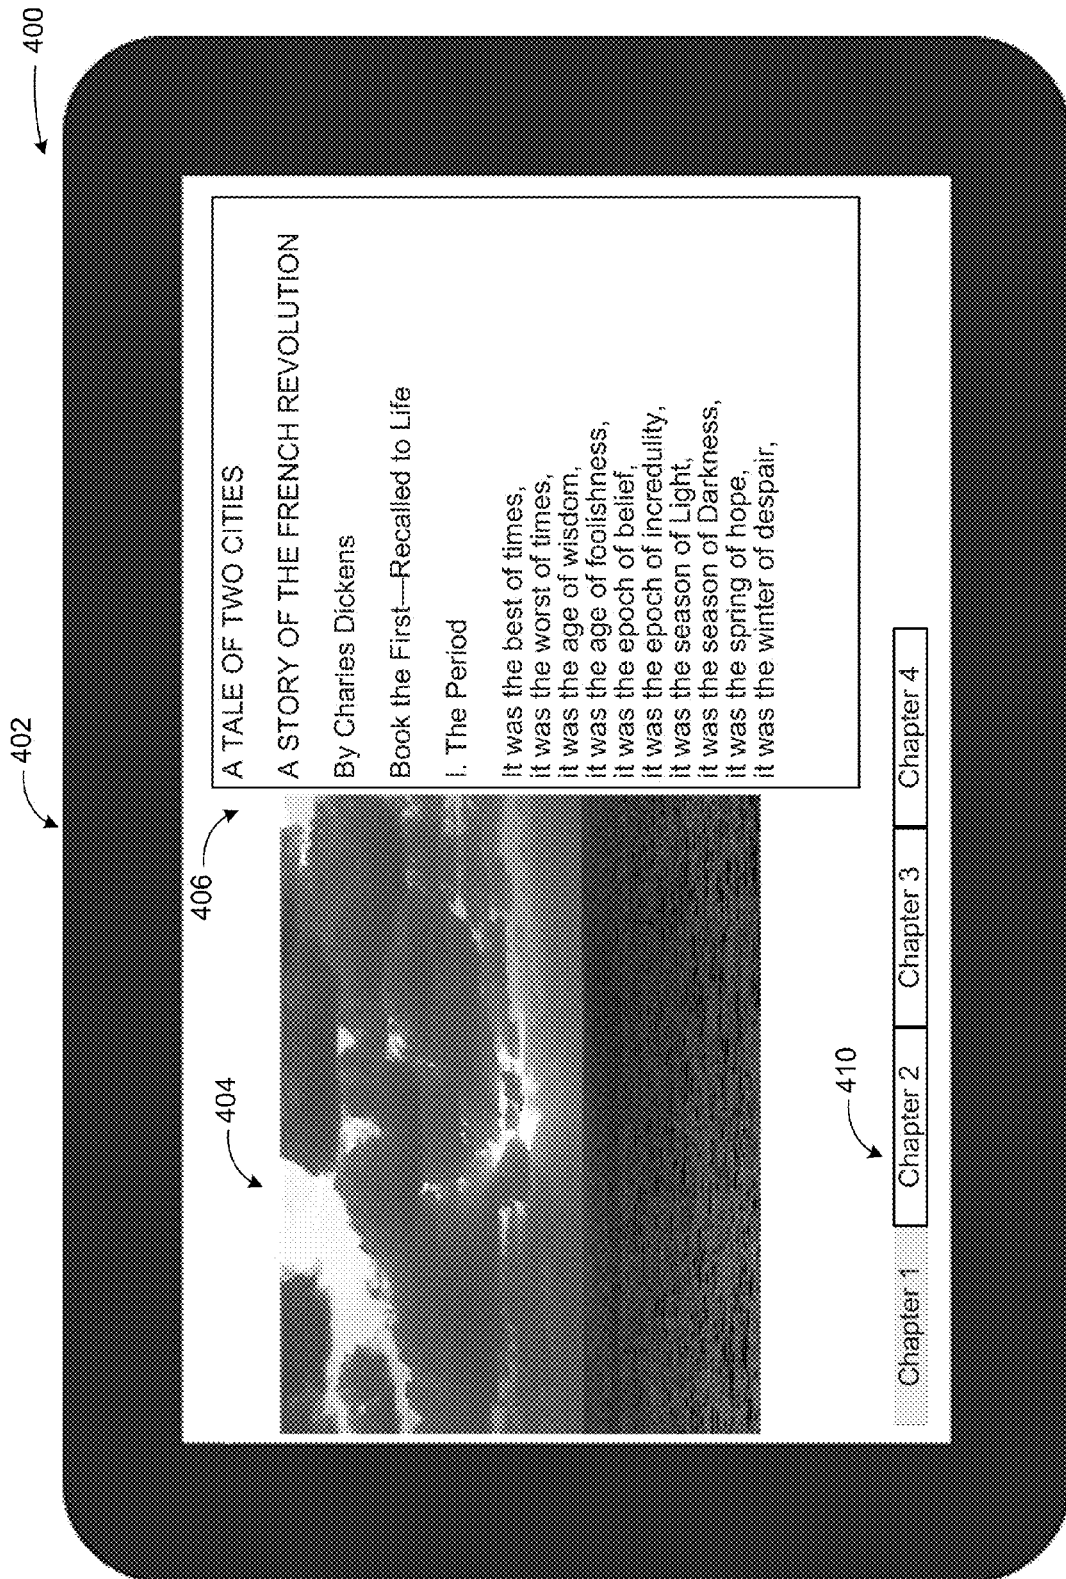 400
402
404
406
A TALE OF TWO CITIES
A STORY OF THE FRENCH REVOLUTION
By Charles Dickens
Book the First—Recalled to Life
I. The Period
It was the best of times,
it was the worst of times,
it was the age of wisdom,
it was the age of foolishness,
it was the epoch of belief,
it was the epoch of incredulity,
it was the season of Light,
it was the season of Darkness,
it was the spring of hope,
it was the winter of despair,
410
Chapter 1
Chapter 2
Chapter 3
Chapter 4